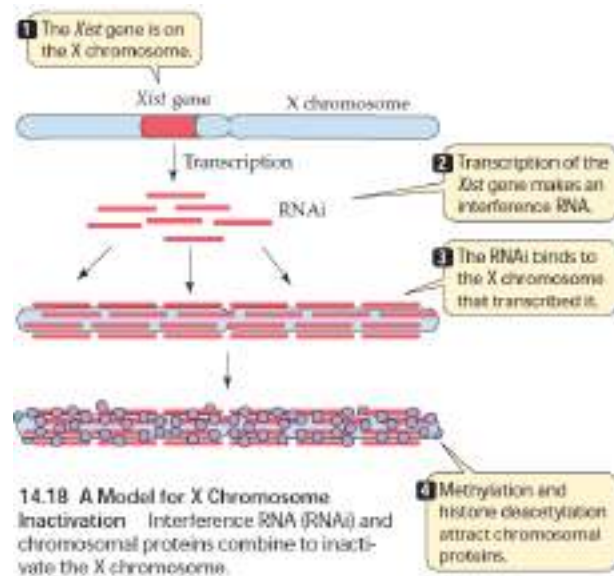 1 The Xist gene is on
the X chromosome.
Xist gene
X chromosome
Transcription
2 Transcription of the
Xist gene makes an
interference RNA.
RNAi
3 The RNAi binds to
the X chromosome
that transcribed it.
4 Methylation and
histone deacetylation
attract chromosomal
proteins.
14.18 A Model for X Chromosome
Inactivation Interference RNA (RNAi) and
chromosomal proteins combine to inacti-
vate the X chromosome.